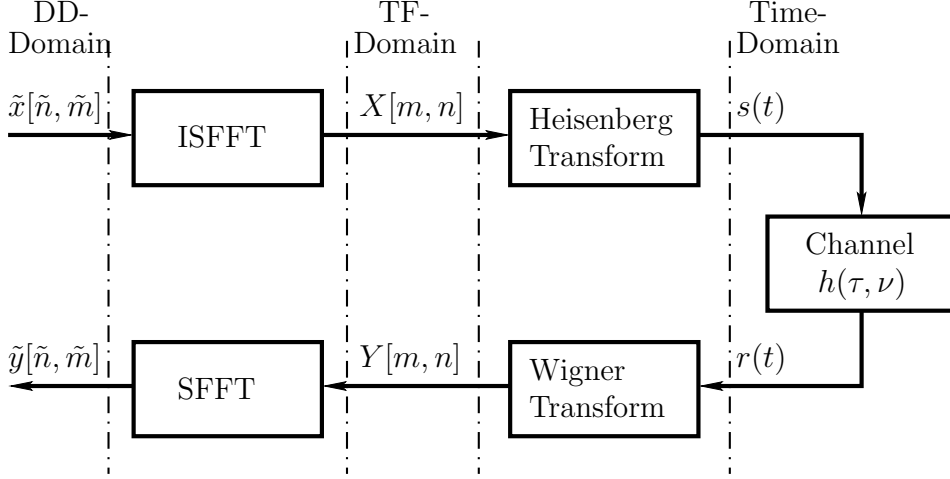 DD-
Domain
TF-
Domain
Time-
Domain
x̃[ñ, m̃]
ISFFT
X[m, n]
Heisenberg
Transform
s(t)
Channel
h(τ, ν)
ỹ[ñ, m̃]
SFFT
Y[m, n]
Wigner
Transform
r(t)